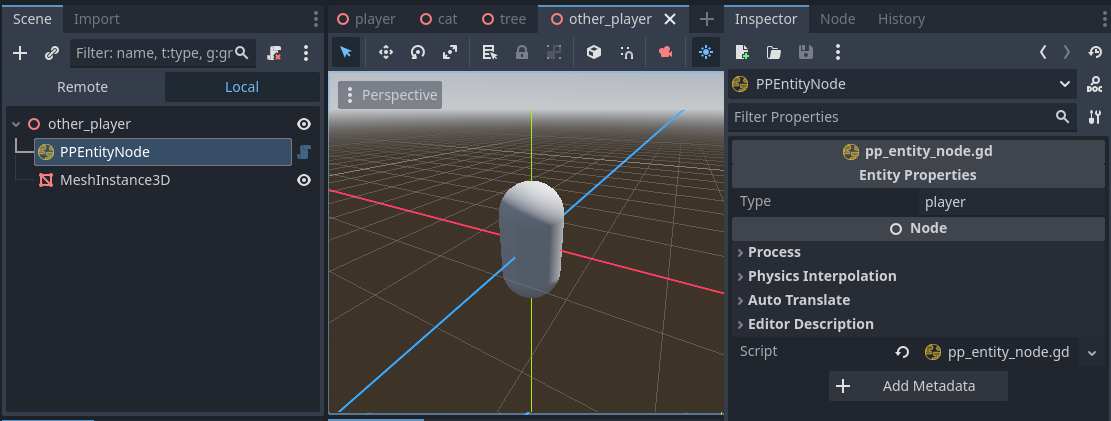 Scene Import
Filter: name, t:type, g:gr
Remote Local
other_player
PPEntityNode
MeshInstance3D
player cat tree other_player
Perspective
Inspector Node History
PPEntityNode
DOC
Filter Properties
pp_entity_node.gd
Entity Properties
Type player
Node
Process
Physics Interpolation
Auto Translate
Editor Description
Script pp_entity_node.gd
Add Metadata